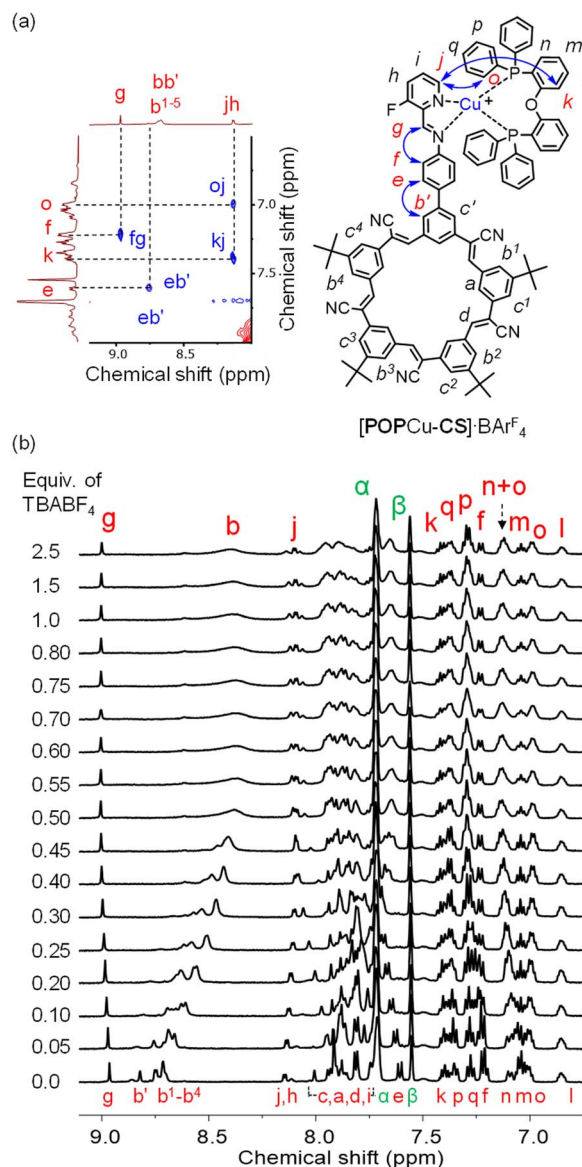 (a)
g
bb'
b¹⁻⁵
jh
o
f
k
e
oj
fg
kj
eb'
eb'
7.0
7.5
Chemical shift (ppm)
9.0 8.5
Chemical shift (ppm)
p
q
n
m
i
j
o
h
k
P
O
P
N
Cu⁺
F
g
N
f
e
b'
c'
NC
CN
c⁴
b⁴
b¹
a
c¹
NC
d
CN
c³
b³
NC
c²
b²
[POPCu-CS]·BArᶠ₄
(b)
Equiv. of
TBABF₄
g b j α β k q p f n+o m o l
2.5
1.5
1.0
0.80
0.75
0.70
0.60
0.55
0.50
0.45
0.40
0.30
0.25
0.20
0.10
0.05
0.0
g b' b¹-b⁴ j,h c,a,d,i α e β k p q f n m o l
9.0 8.5 8.0 7.5 7.0
Chemical shift (ppm)